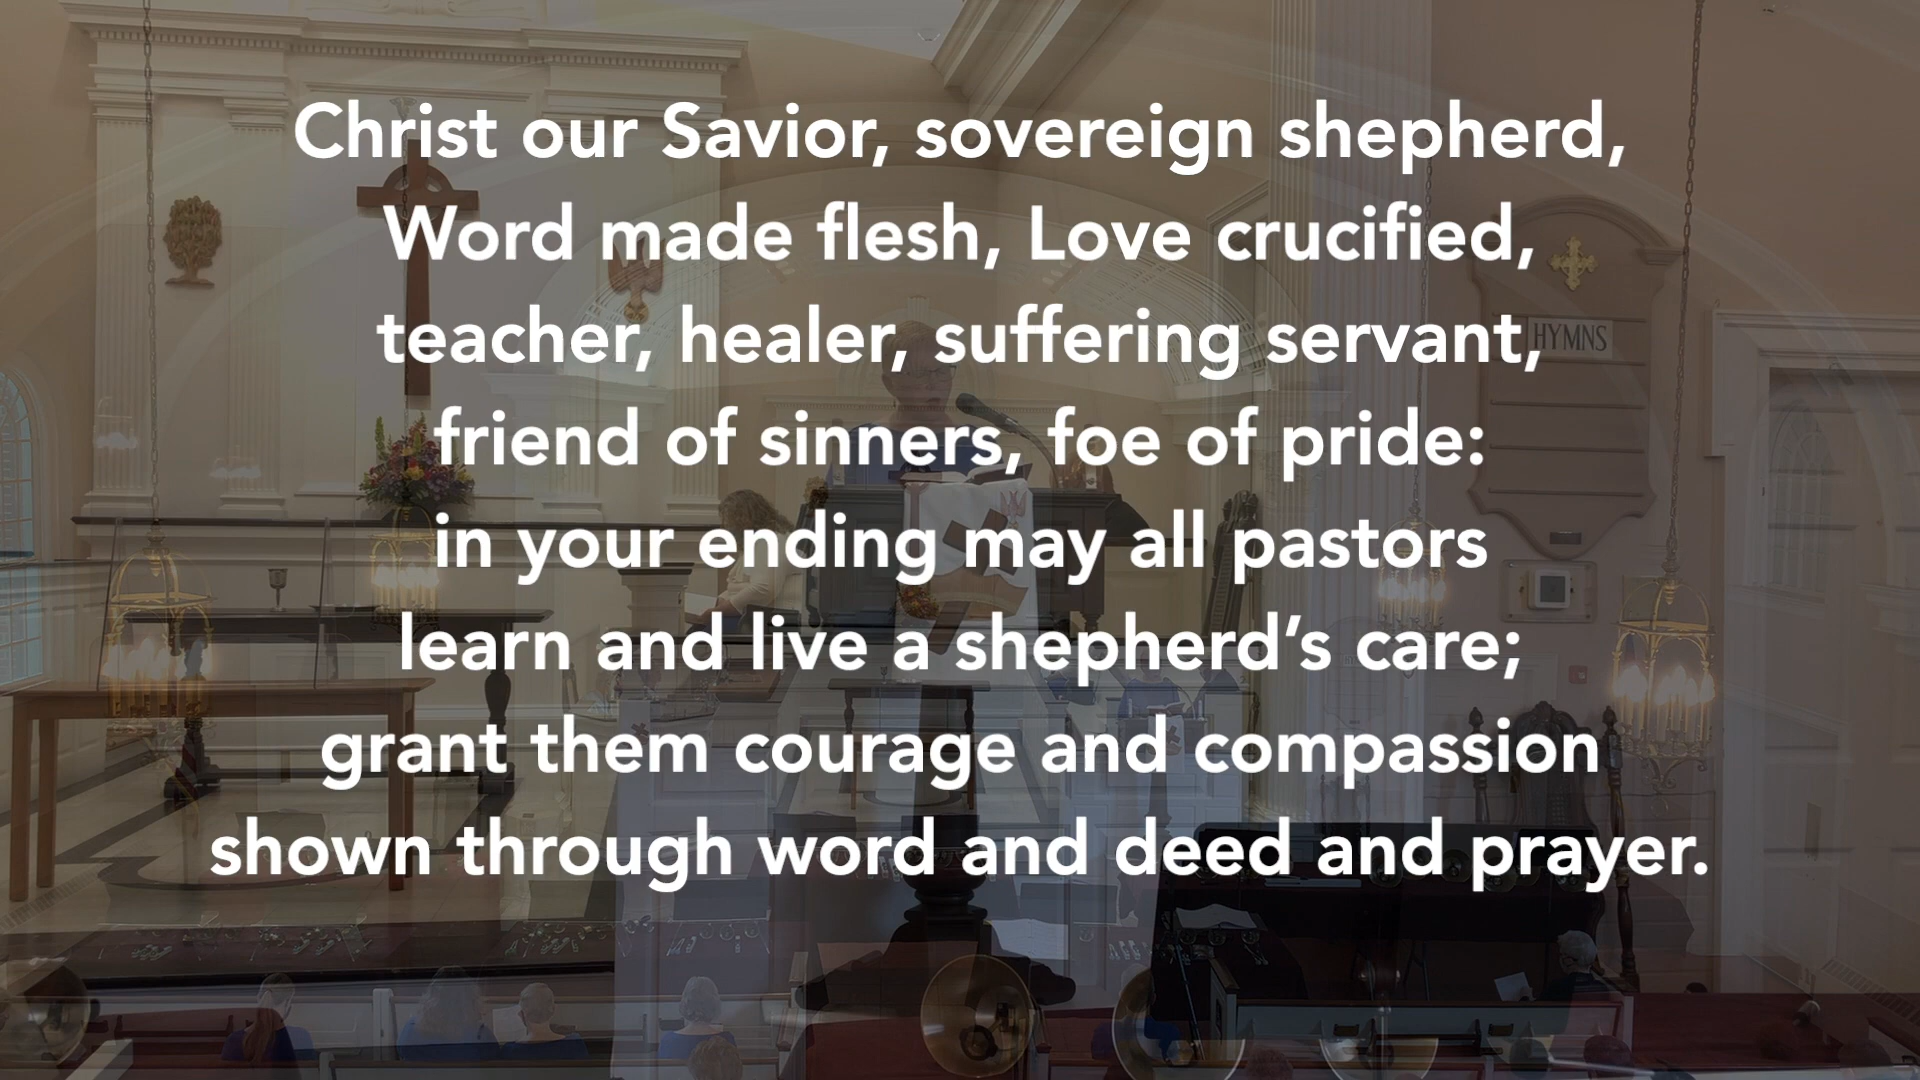 Christ our Savior, sovereign shepherd,
Word made flesh, Love crucified,
teacher, healer, suffering servant,
HYMNS
friend of sinners, foe of pride:
in your ending may all pastors
learn and live a shepherd’s care;
grant them courage and compassion
shown through word and deed and prayer.